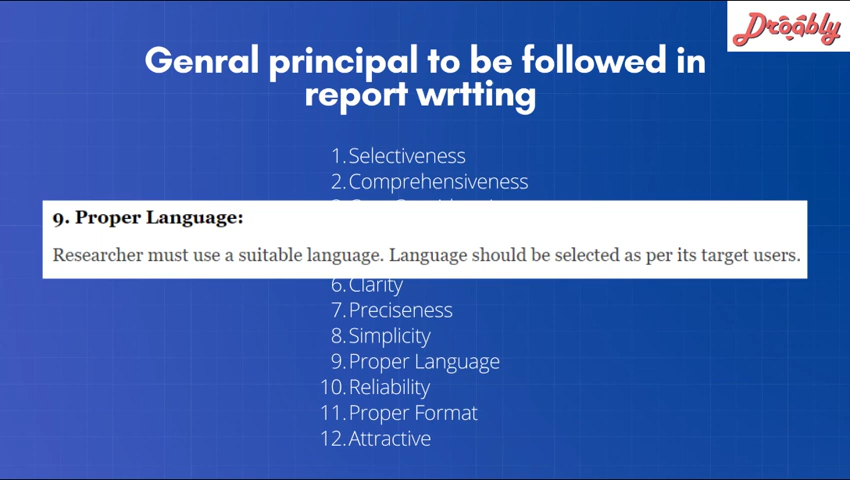 Drööbly
Genral principal to be followed in
report wrtting
1. Selectiveness
2. Comprehensiveness
9. Proper Language:
Researcher must use a suitable language. Language should be selected as per its target users.
6. Clarity
7. Preciseness
8. Simplicity
9. Proper Language
10. Reliability
11. Proper Format
12. Attractive